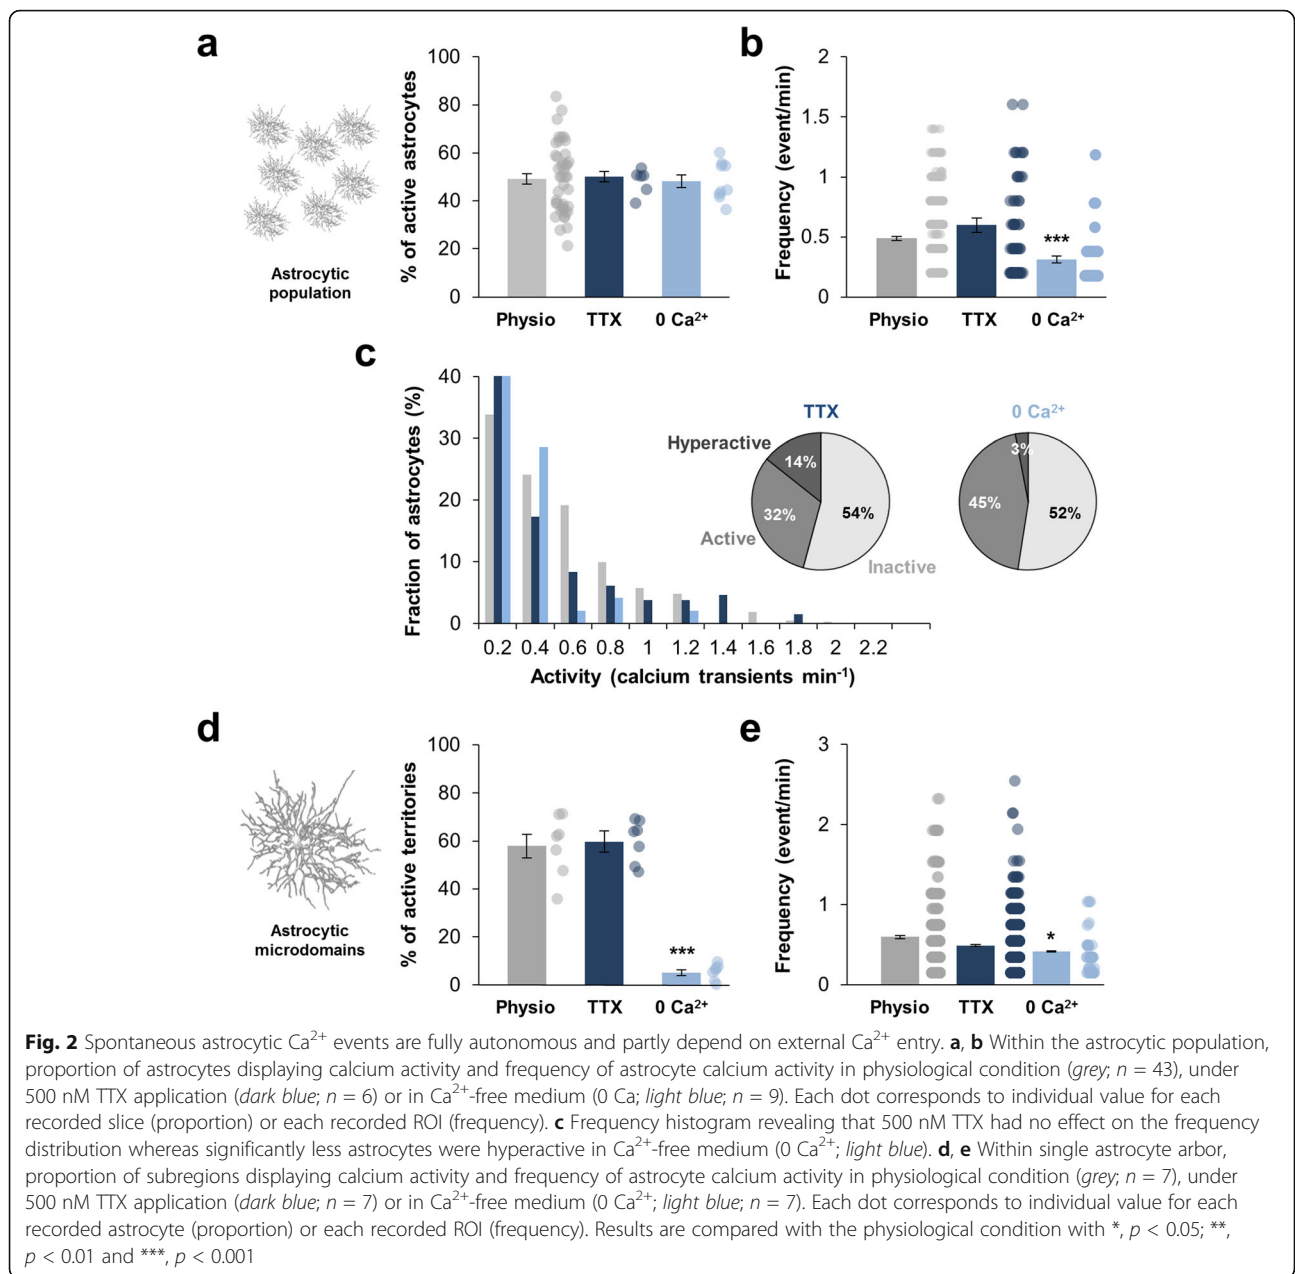 a
% of active astrocytes
100
80
60
40
20
0
Physio TTX 0 Ca²⁺
Astrocytic
population
b
Frequency (event/min)
2
1.5
1
0.5
0
***
Physio TTX 0 Ca²⁺
c
Fraction of astrocytes (%)
40
30
20
10
0
0.2 0.4 0.6 0.8 1 1.2 1.4 1.6 1.8 2 2.2
Activity (calcium transients min⁻¹)
TTX
Hyperactive
14%
32%
54%
Active
Inactive
0 Ca²⁺
3%
45%
52%
d
% of active territories
100
80
60
40
20
0
***
Physio TTX 0 Ca²⁺
Astrocytic
microdomains
e
Frequency (event/min)
3
2
1
0
*
Physio TTX 0 Ca²⁺
Fig. 2 Spontaneous astrocytic Ca²⁺ events are fully autonomous and partly depend on external Ca²⁺ entry. a, b Within the astrocytic population,
proportion of astrocytes displaying calcium activity and frequency of astrocyte calcium activity in physiological condition (grey; n = 43), under
500 nM TTX application (dark blue; n = 6) or in Ca²⁺-free medium (0 Ca; light blue; n = 9). Each dot corresponds to individual value for each
recorded slice (proportion) or each recorded ROI (frequency). c Frequency histogram revealing that 500 nM TTX had no effect on the frequency
distribution whereas significantly less astrocytes were hyperactive in Ca²⁺-free medium (0 Ca²⁺; light blue). d, e Within single astrocyte arbor,
proportion of subregions displaying calcium activity and frequency of astrocyte calcium activity in physiological condition (grey; n = 7), under
500 nM TTX application (dark blue; n = 7) or in Ca²⁺-free medium (0 Ca²⁺; light blue; n = 7). Each dot corresponds to individual value for each
recorded astrocyte (proportion) or each recorded ROI (frequency). Results are compared with the physiological condition with *, p < 0.05; **,
p < 0.01 and ***, p < 0.001